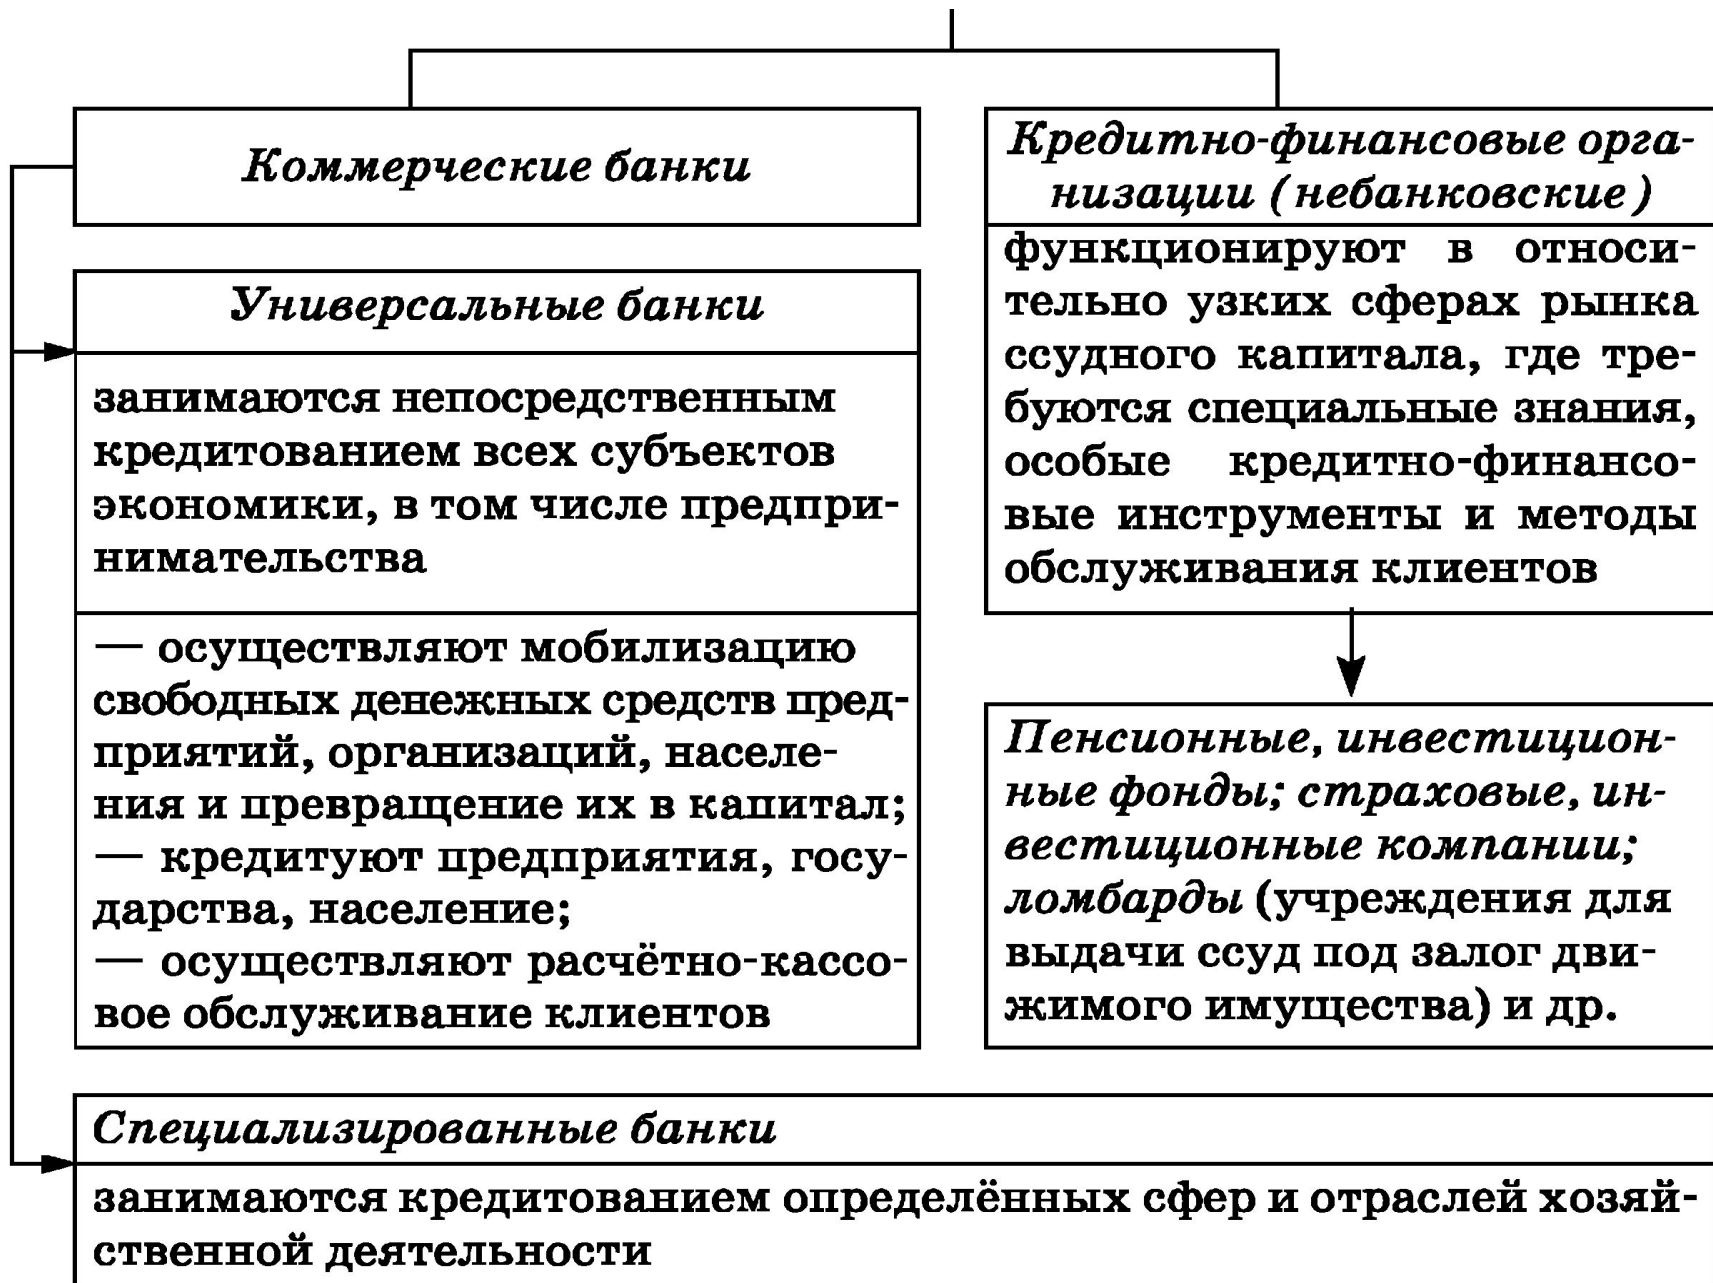 Коммерческие банки
Кредитно-финансовые орга-
низации (небанковские)
функционируют в относи-
тельно узких сферах рынка
ссудного капитала, где тре-
буются специальные знания,
особые кредитно-финансо-
вые инструменты и методы
обслуживания клиентов
Универсальные банки
занимаются непосредственным
кредитованием всех субъектов
экономики, в том числе предпри-
нимательства
— осуществляют мобилизацию
свободных денежных средств пред-
приятий, организаций, населе-
ния и превращение их в капитал;
— кредитуют предприятия, госу-
дарства, население;
— осуществляют расчётно-кассо-
вое обслуживание клиентов
Пенсионные, инвестицион-
ные фонды; страховые, ин-
вестиционные компании;
ломбарды (учреждения для
выдачи ссуд под залог дви-
жимого имущества) и др.
Специализированные банки
занимаются кредитованием определённых сфер и отраслей хозяй-
ственной деятельности